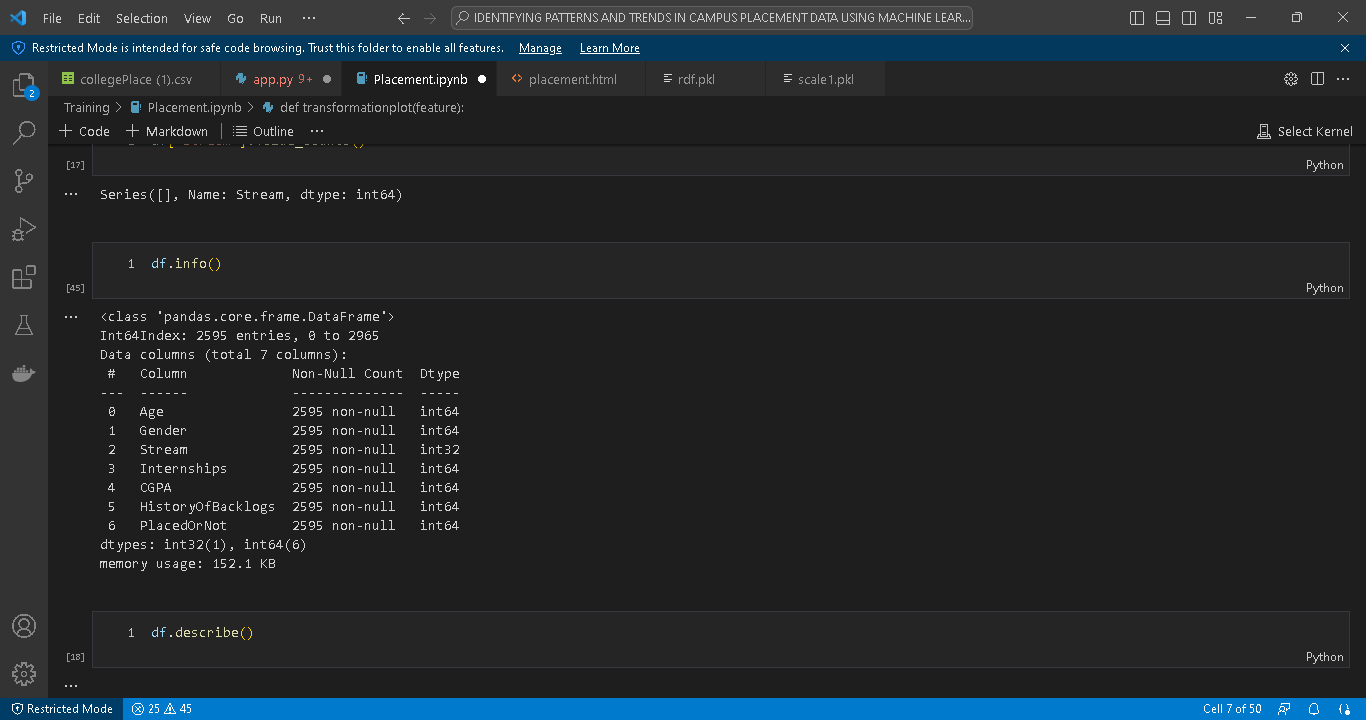 File Edit Selection View Go Run ··· IDENTIFYING PATTERNS AND TRENDS IN CAMPUS PLACEMENT DATA USING MACHINE LEAR...
Restricted Mode is intended for safe code browsing. Trust this folder to enable all features. Manage Learn More
collegePlace (1).csv app.py 9+ Placement.ipynb placement.html rdf.pkl scale1.pkl
2
Training > Placement.ipynb > def transformationplot(feature):
+ Code + Markdown Outline ··· Select Kernel
[17] Python
Series([], Name: Stream, dtype: int64)
1 df.info()
[45] Python
<class 'pandas.core.frame.DataFrame'>
Int64Index: 2595 entries, 0 to 2965
Data columns (total 7 columns):
# Column Non-Null Count Dtype
--- ------ -------------- -----
0 Age 2595 non-null int64
1 Gender 2595 non-null int64
2 Stream 2595 non-null int32
3 Internships 2595 non-null int64
4 CGPA 2595 non-null int64
5 HistoryOfBacklogs 2595 non-null int64
6 PlacedOrNot 2595 non-null int64
dtypes: int32(1), int64(6)
memory usage: 152.1 KB
1 df.describe()
[18] Python
Restricted Mode 25 45 Cell 7 of 50